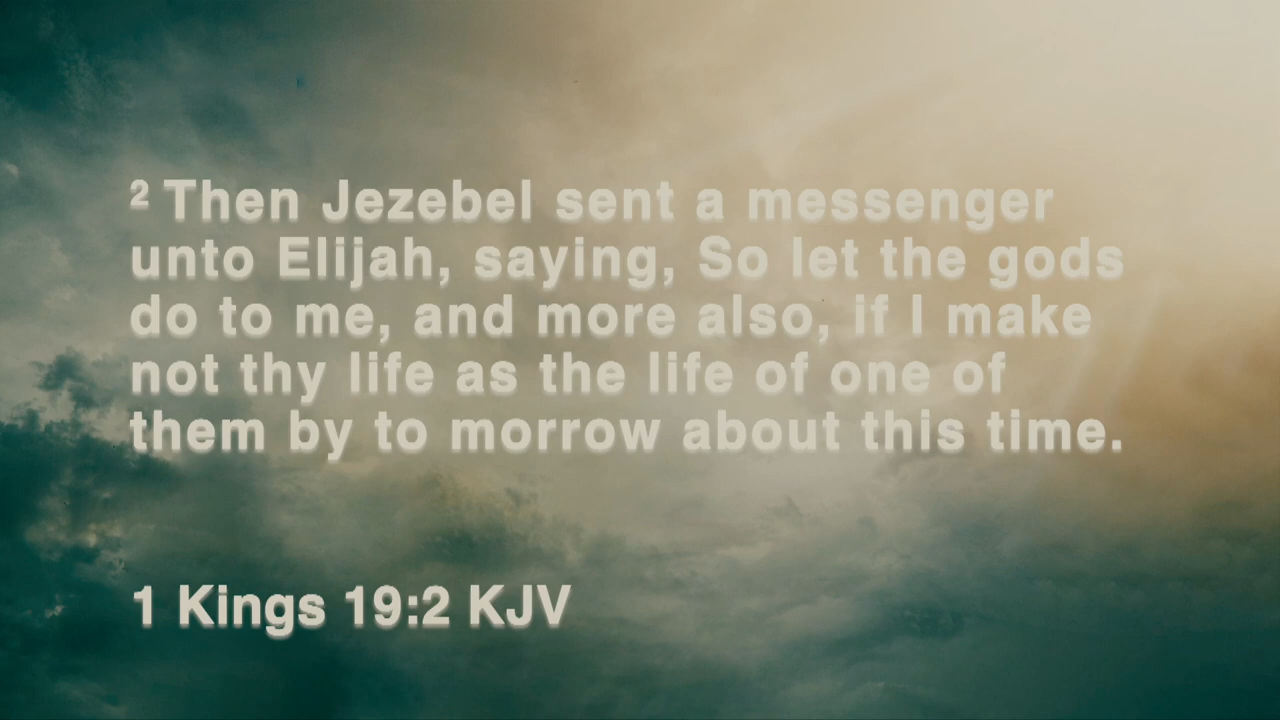 ² Then Jezebel sent a messenger
unto Elijah, saying, So let the gods
do to me, and more also, if I make
not thy life as the life of one of
them by to morrow about this time.
1 Kings 19:2 KJV